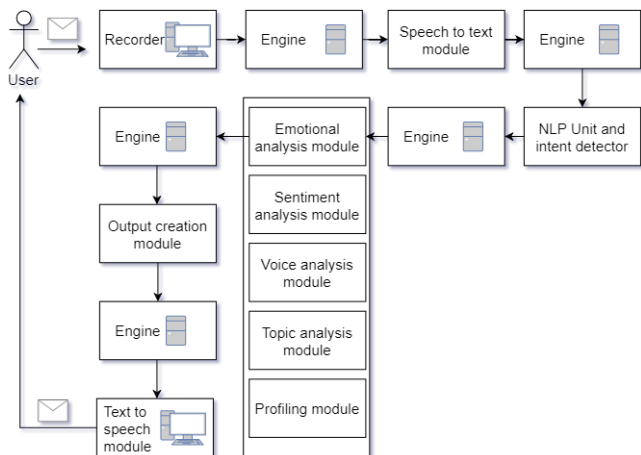 User
Recorder
Engine
Speech to text
module
Engine
NLP Unit and
intent detector
Engine
Emotional
analysis module
Sentiment
analysis module
Voice analysis
module
Topic analysis
module
Profiling module
Engine
Output creation
module
Engine
Text to
speech
module